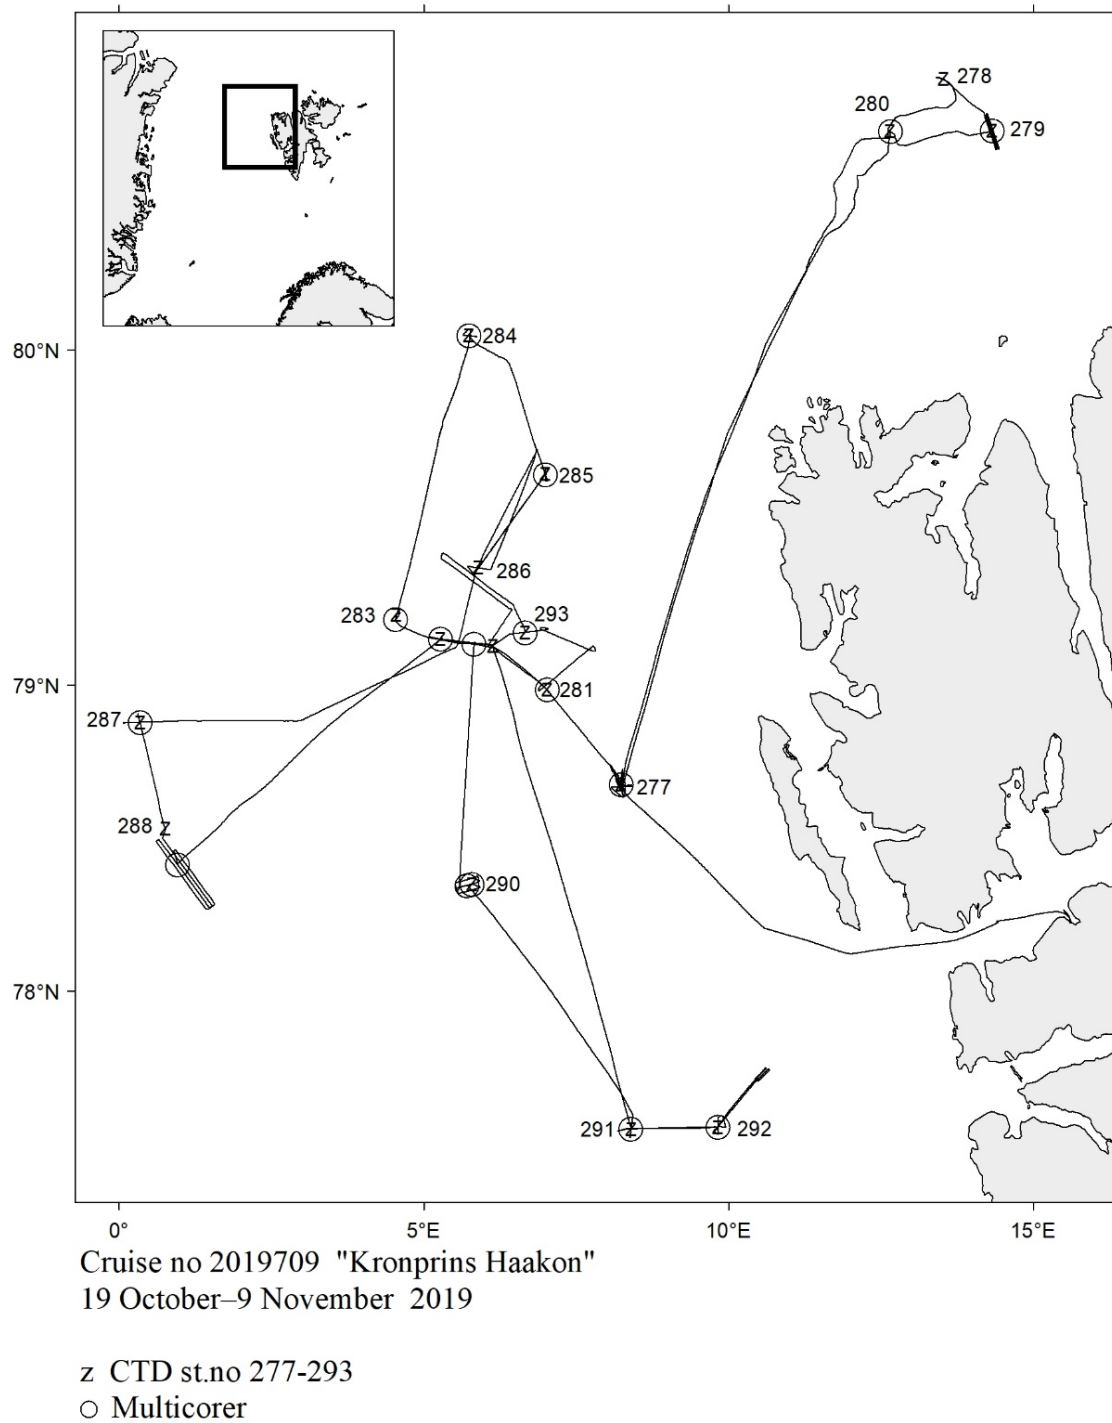 z 278
280
z
z 279
80°N
z 284
z 285
z 286
283 z
293
z
z
z
79°N
z 281
287 z
z 277
288 z
z 290
78°N
291 z
z 292
0°
5°E
10°E
15°E
Cruise no 2019709 "Kronprins Haakon"
19 October–9 November 2019
z CTD st.no 277-293
Multicorer